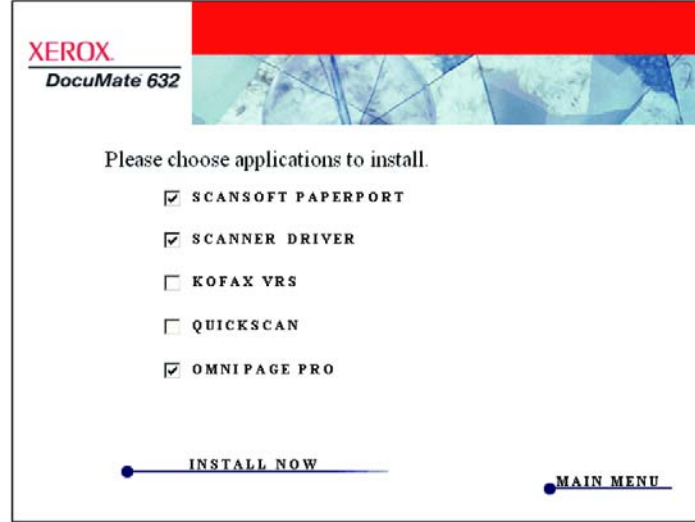 XEROX.
DocuMate 632
Please choose applications to install.
SCANSOFT PAPERPORT
SCANNER DRIVER
KOFAX VRS
QUICKSCAN
OMNIPAGE PRO
INSTALL NOW
MAIN MENU